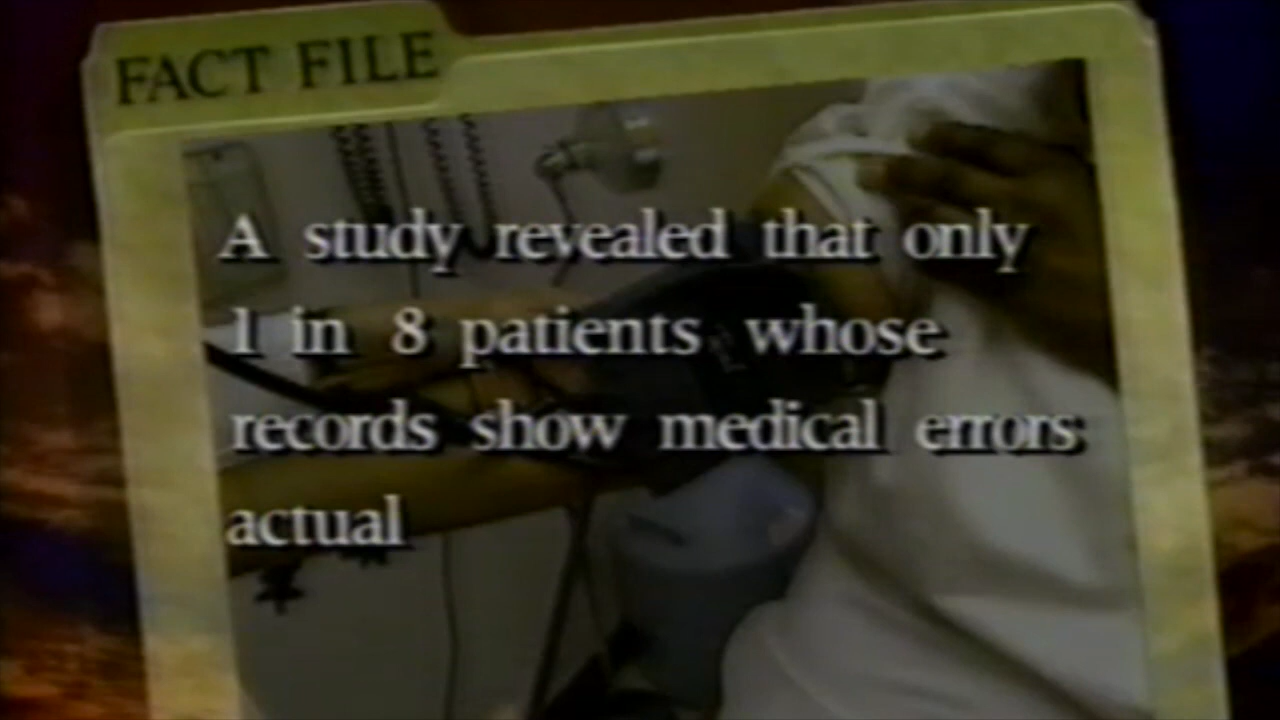 FACT FILE
A study revealed that only
1 in 8 patients whose
records show medical errors
actual